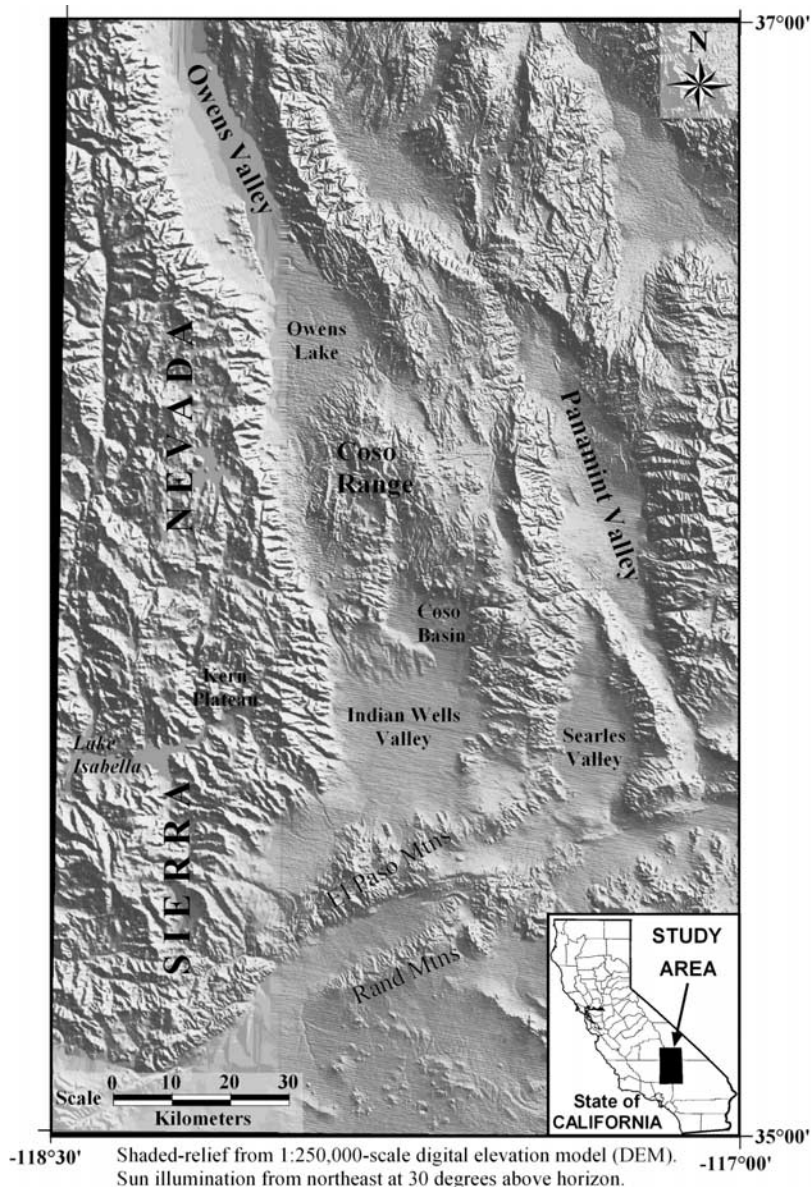 37°00'
N
Owens Valley
Owens
Lake
Coso
Range
Panamint Valley
SIERRA NEVADA
Coso
Basin
Kern
Plateau
Indian Wells
Valley
Searles
Valley
Lake
Isabella
El Paso Mtns
Rand Mtns
STUDY
AREA
State of
CALIFORNIA
0 10 20 30
Scale
Kilometers
35°00'
-118°30'
-117°00'
Shaded-relief from 1:250,000-scale digital elevation model (DEM).
Sun illumination from northeast at 30 degrees above horizon.